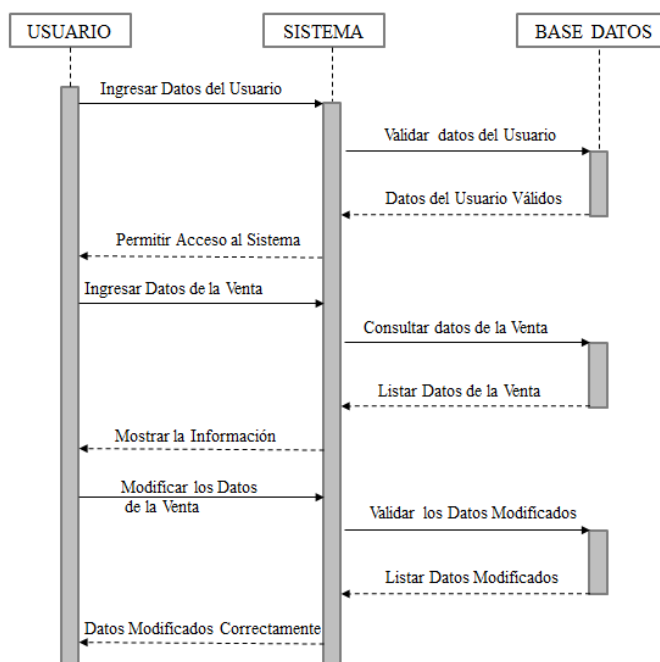 USUARIO
SISTEMA
BASE DATOS
Ingresar Datos del Usuario
Validar datos del Usuario
Datos del Usuario Válidos
Permitir Acceso al Sistema
Ingresar Datos de la Venta
Consultar datos de la Venta
Listar Datos de la Venta
Mostrar la Información
Modificar los Datos
de la Venta
Validar los Datos Modificados
Listar Datos Modificados
Datos Modificados Correctamente